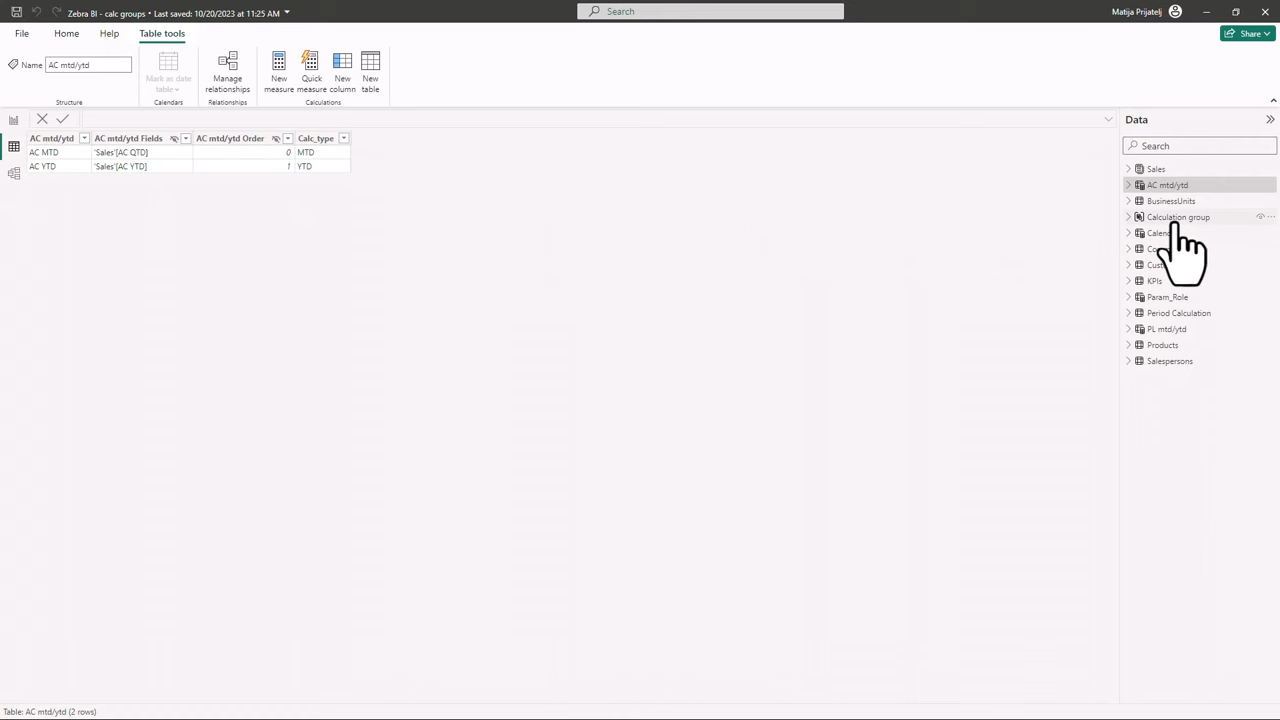 Zebra BI - calc groups • Last saved: 10/20/2023 at 11:25 AM
Search
Matija Prijatelj
File
Home
Help
Table tools
Share
Name
AC mtd/ytd
Mark as date
table
Manage
relationships
New
measure
Quick
measure
New
column
New
table
Structure
Calendars
Relationships
Calculations
AC mtd/ytd
AC mtd/ytd Fields
AC mtd/ytd Order
Calc_type
AC MTD
'Sales'[AC QTD]
0
MTD
AC YTD
'Sales'[AC YTD]
1
YTD
Data
Search
Sales
AC mtd/ytd
BusinessUnits
Calculation group
KPIs
Param_Role
Period Calculation
PL mtd/ytd
Products
Salespersons
Table: AC mtd/ytd (2 rows)